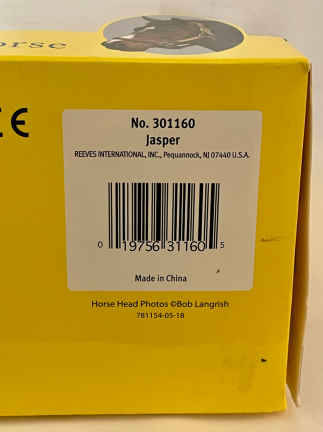 orse
CE
No. 301160
Jasper
REEVES INTERNATIONAL, INC., Pequannock, NJ 07440 U.S.A.
0 19756 31160 5
Made in China
Horse Head Photos ©Bob Langrish
781154-05-18